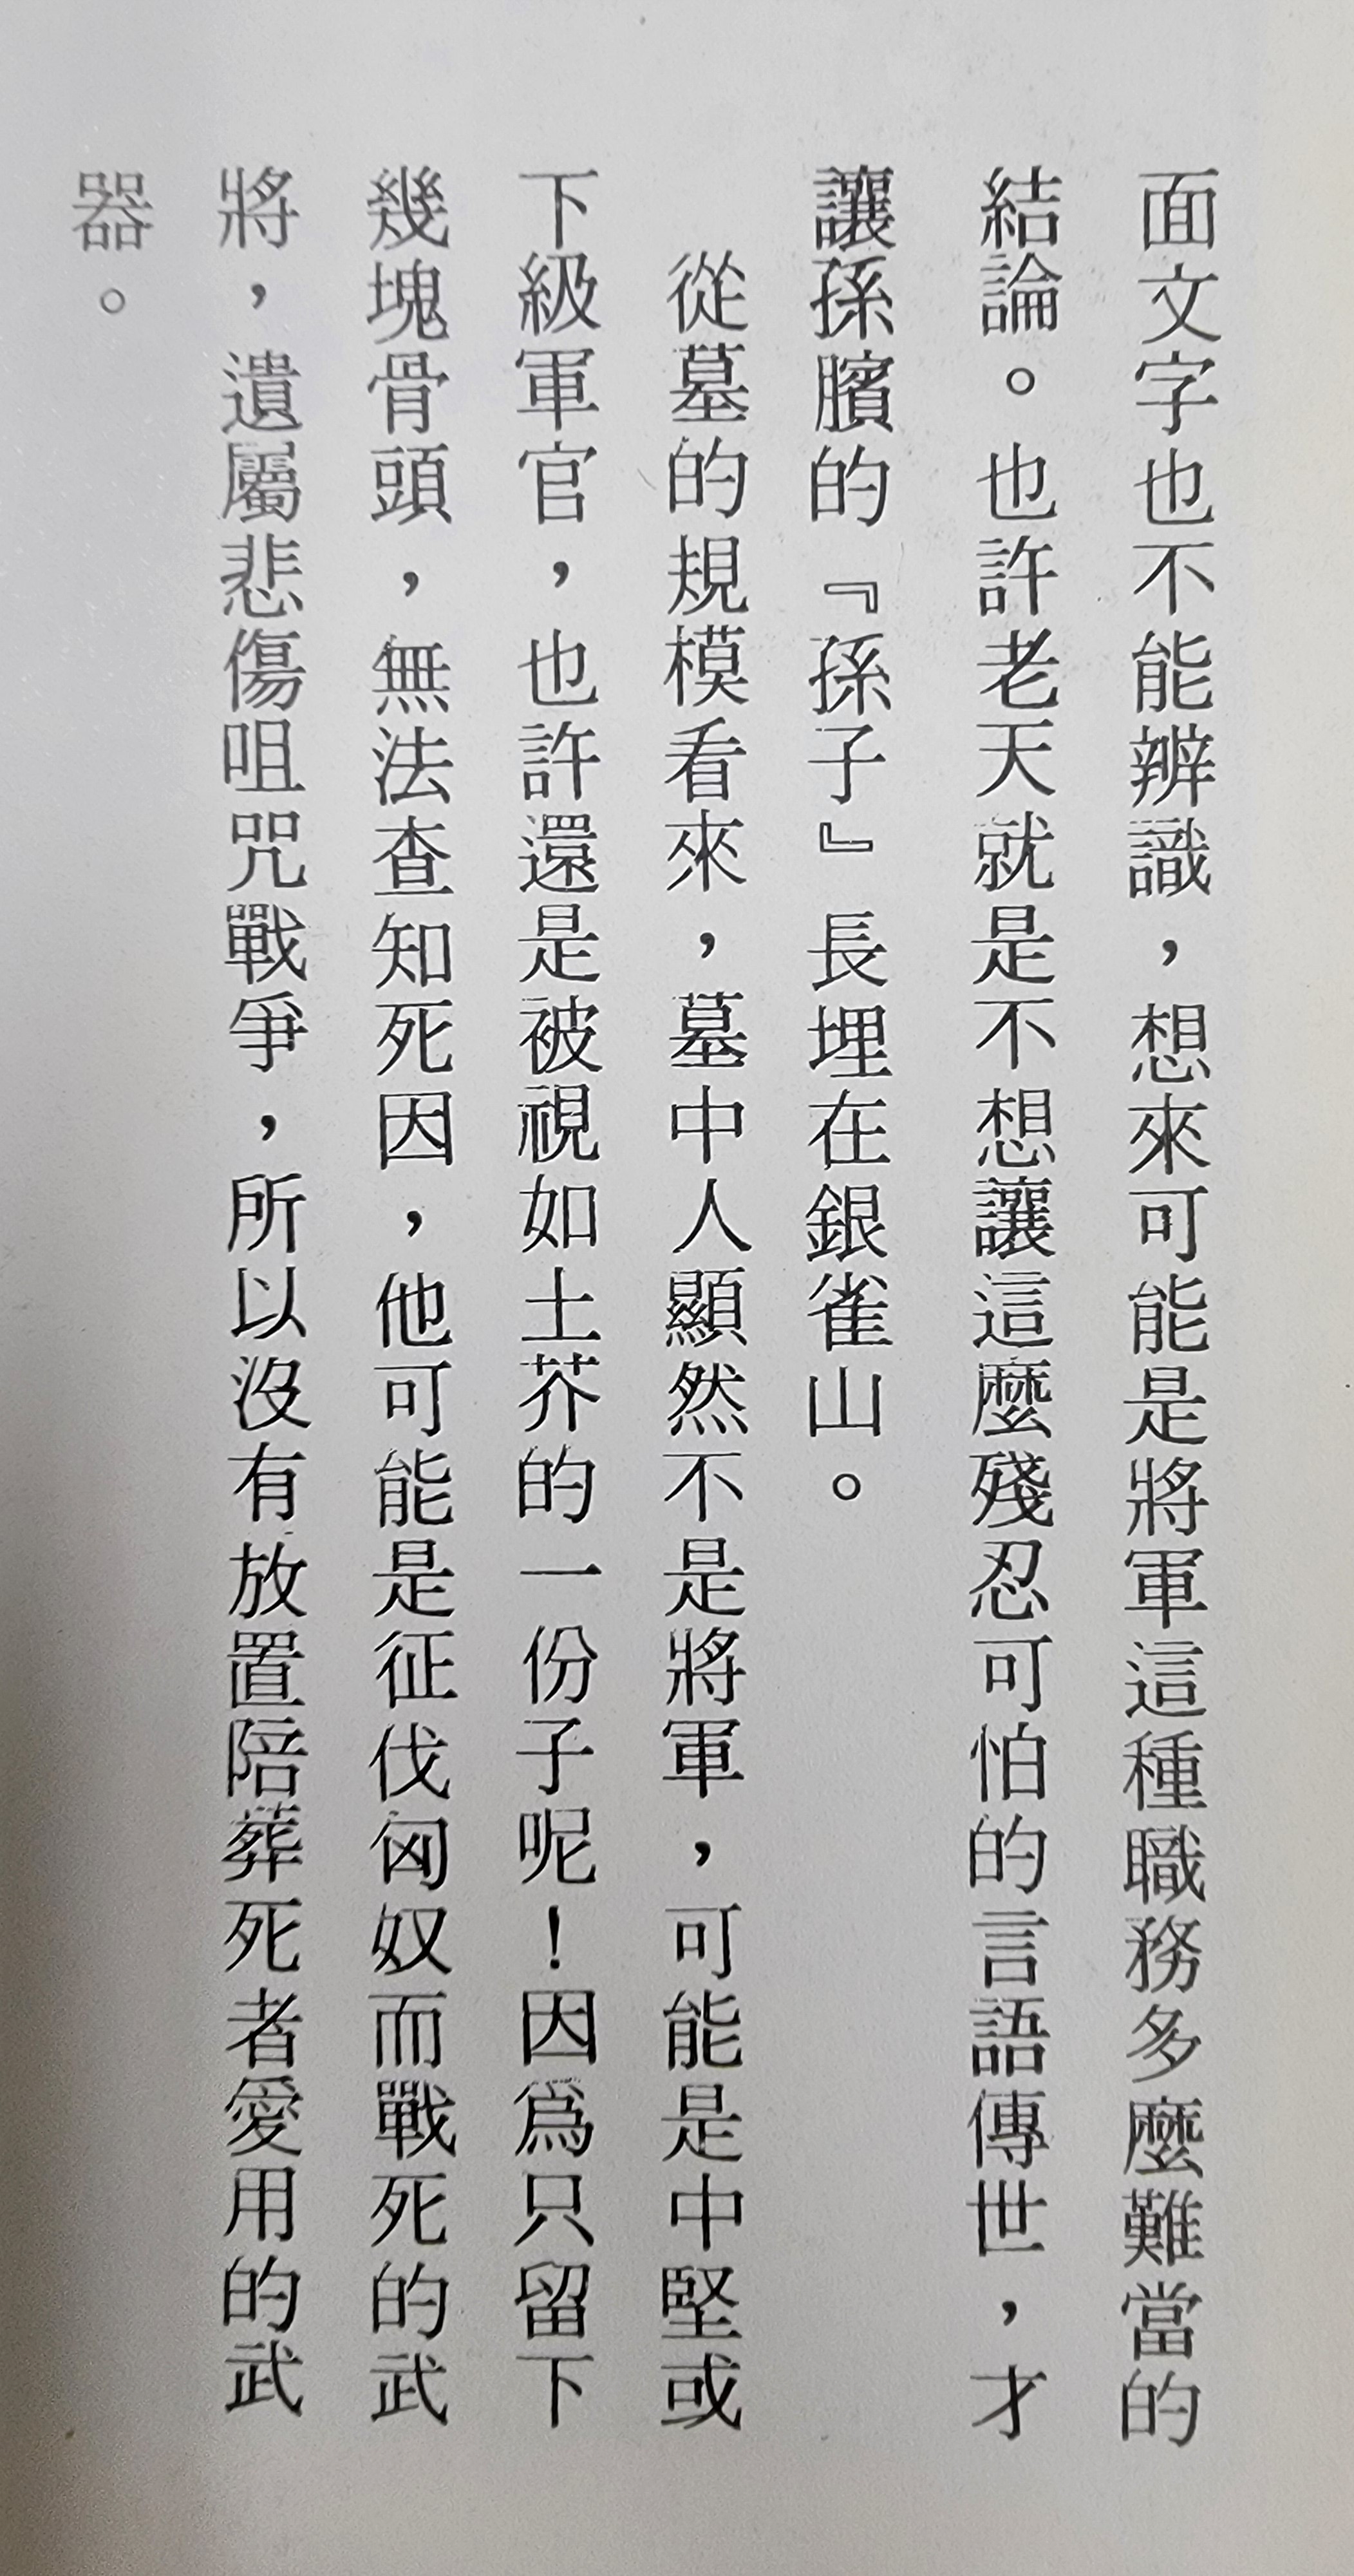 面文字也不能辨識，想來可能是將軍這種職務多麼難當的
結論。也許老天就是不想讓這麼殘忍可怕的言語傳世，才
讓孫臏的『孫子』長埋在銀雀山。
從墓的規模看來，墓中人顯然不是將軍，可能是中堅或
下級軍官，也許還是被視如土芥的一份子呢！因爲只留下
幾塊骨頭，無法查知死因，他可能是征伐匈奴而戰死的武
將，遺屬悲傷咀咒戰爭，所以沒有放置陪葬死者愛用的武
器。